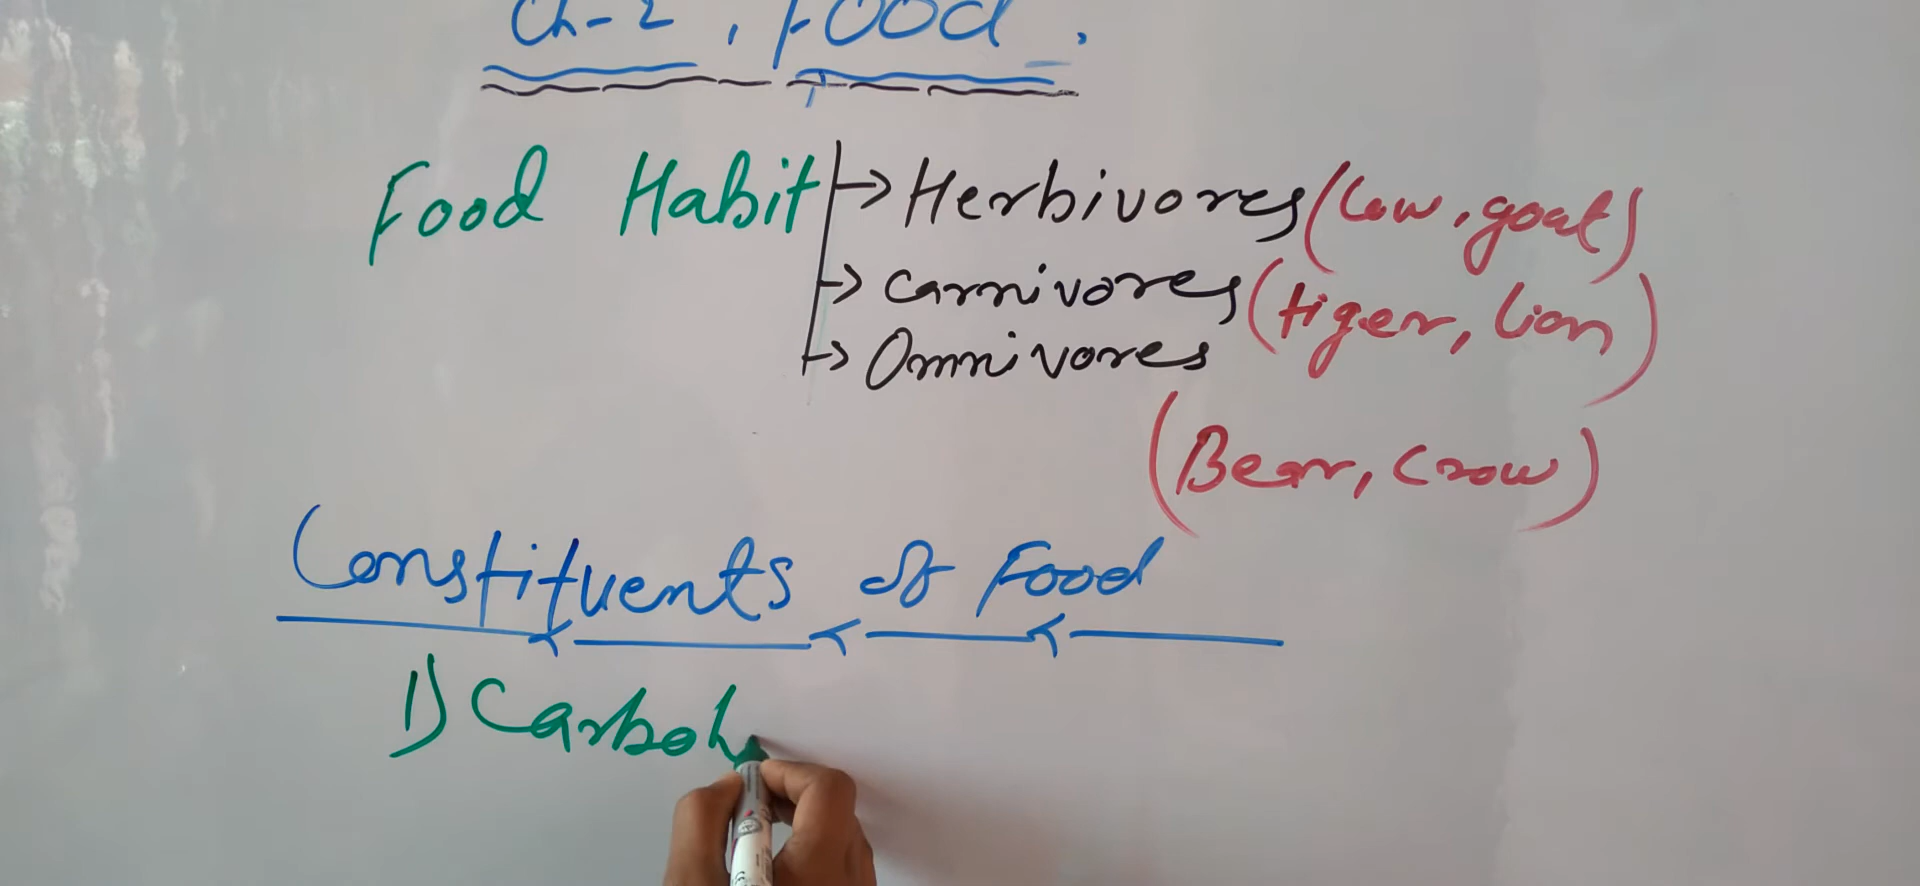 Ch-2, Food.
Food Habit → Herbivores (Cow, goat)
→ Carnivores (tiger, lion)
→ Omnivores
(Bear, Crow)
Constituents of Food
1) Carboh